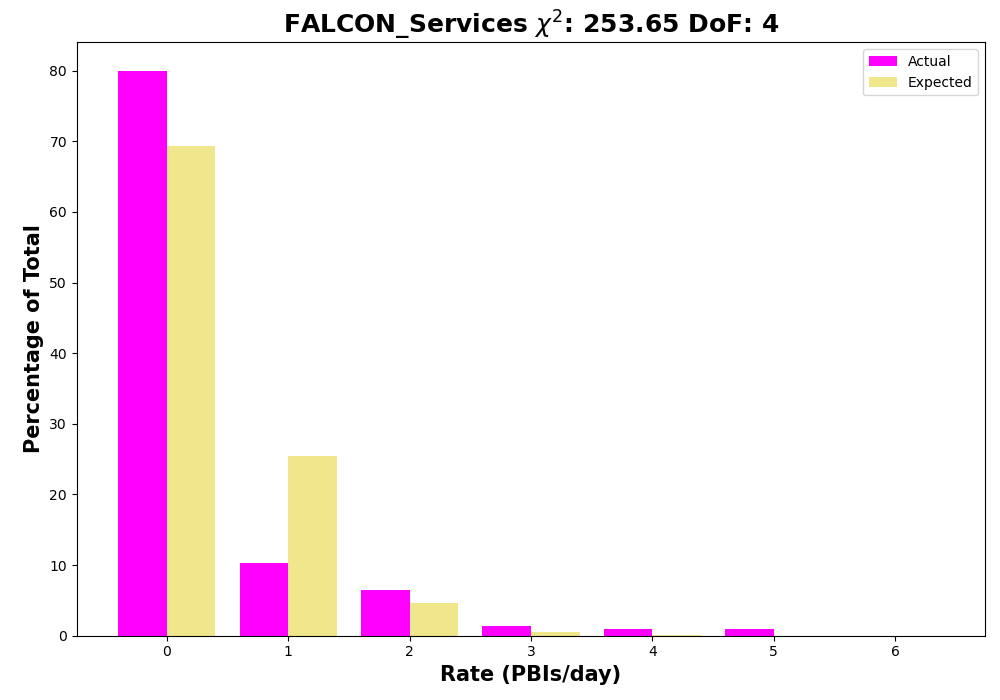 FALCON_Services χ²: 253.65 DoF: 4
Actual
Expected
Percentage of Total
80
70
60
50
40
30
20
10
0
0 1 2 3 4 5 6
Rate (PBIs/day)